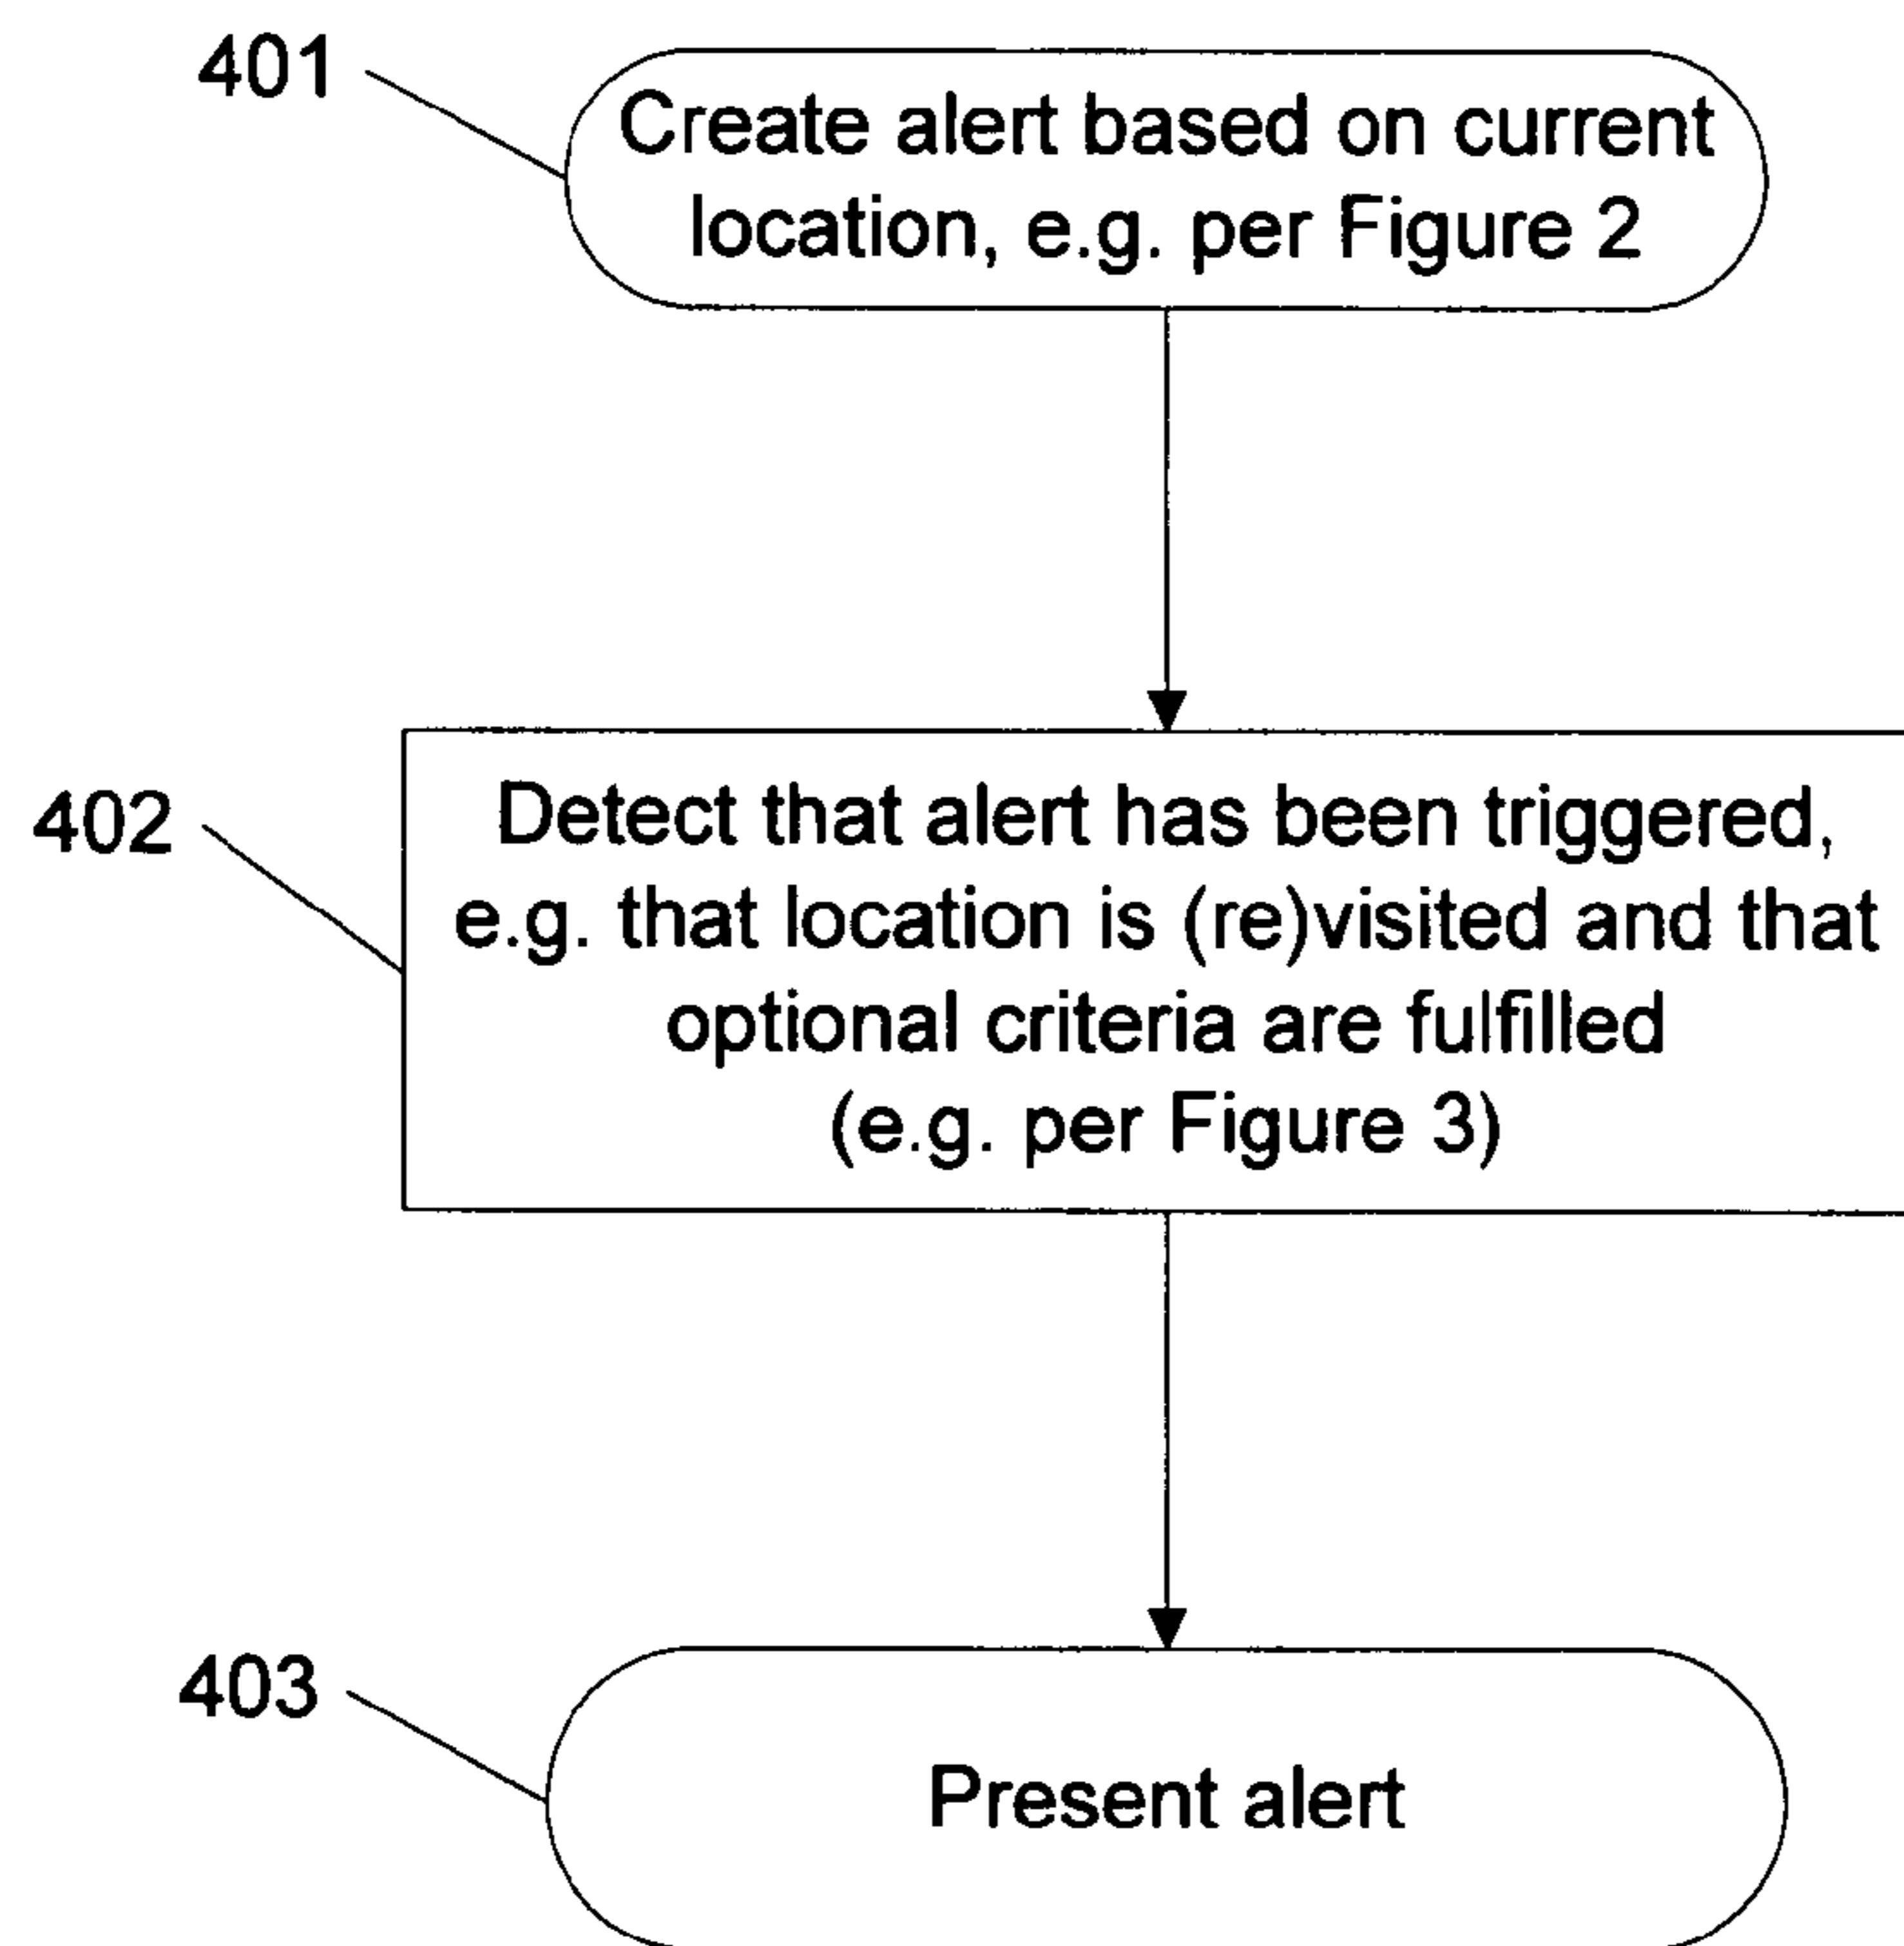 401
Create alert based on current
location, e.g. per Figure 2
402
Detect that alert has been triggered,
e.g. that location is (re)visited and that
optional criteria are fulfilled
(e.g. per Figure 3)
403
Present alert